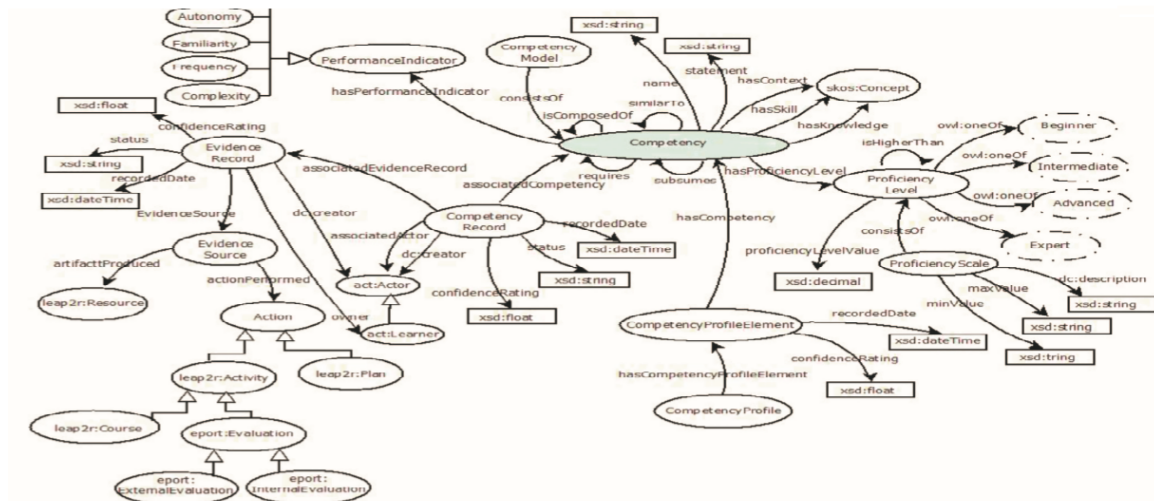 Autonomy
Familiarity
Frequency
Complexity
PerformanceIndicator
hasPerformanceIndicator
Competency
Model
consistsOf
xsd:string
name
xsd:string
statement
hasContext
hasSkill
hasKnowledge
skos:Concept
similarTo
isComposedOf
Competency
requires
subsumes
hasProficiencyLevel
isHigherThan
Proficiency
Level
owl:oneOf
Beginner
owl:oneOf
Intermediate
owl:oneOf
Advanced
owl:oneOf
Expert
consistsOf
proficiencyLevelValue
xsd:decimal
ProficiencyScale
dc:description
xsd:string
maxValue
xsd:string
minValue
xsd:tring
xsd:float
confidenceRating
status
xsd:string
recordedDate
xsd:dateTime
Evidence
Record
associatedEvidenceRecord
associatedCompetency
EvidenceSource
Evidence
Source
dc:creator
artifacttProduced
leap2r:Resource
actionPerformed
Action
owner
Competency
Record
associatedActor
dc:creator
act:Actor
act:Learner
recordedDate
xsd:dateTime
status
xsd:string
confidenceRating
xsd:float
leap2r:Activity
leap2r:Plan
leap2r:Course
eport:Evaluation
eport:
ExternalEvaluation
eport:
InternalEvaluation
hasCompetency
CompetencyProfileElement
recordedDate
xsd:dateTime
confidenceRating
xsd:float
hasCompetencyProfileElement
CompetencyProfile